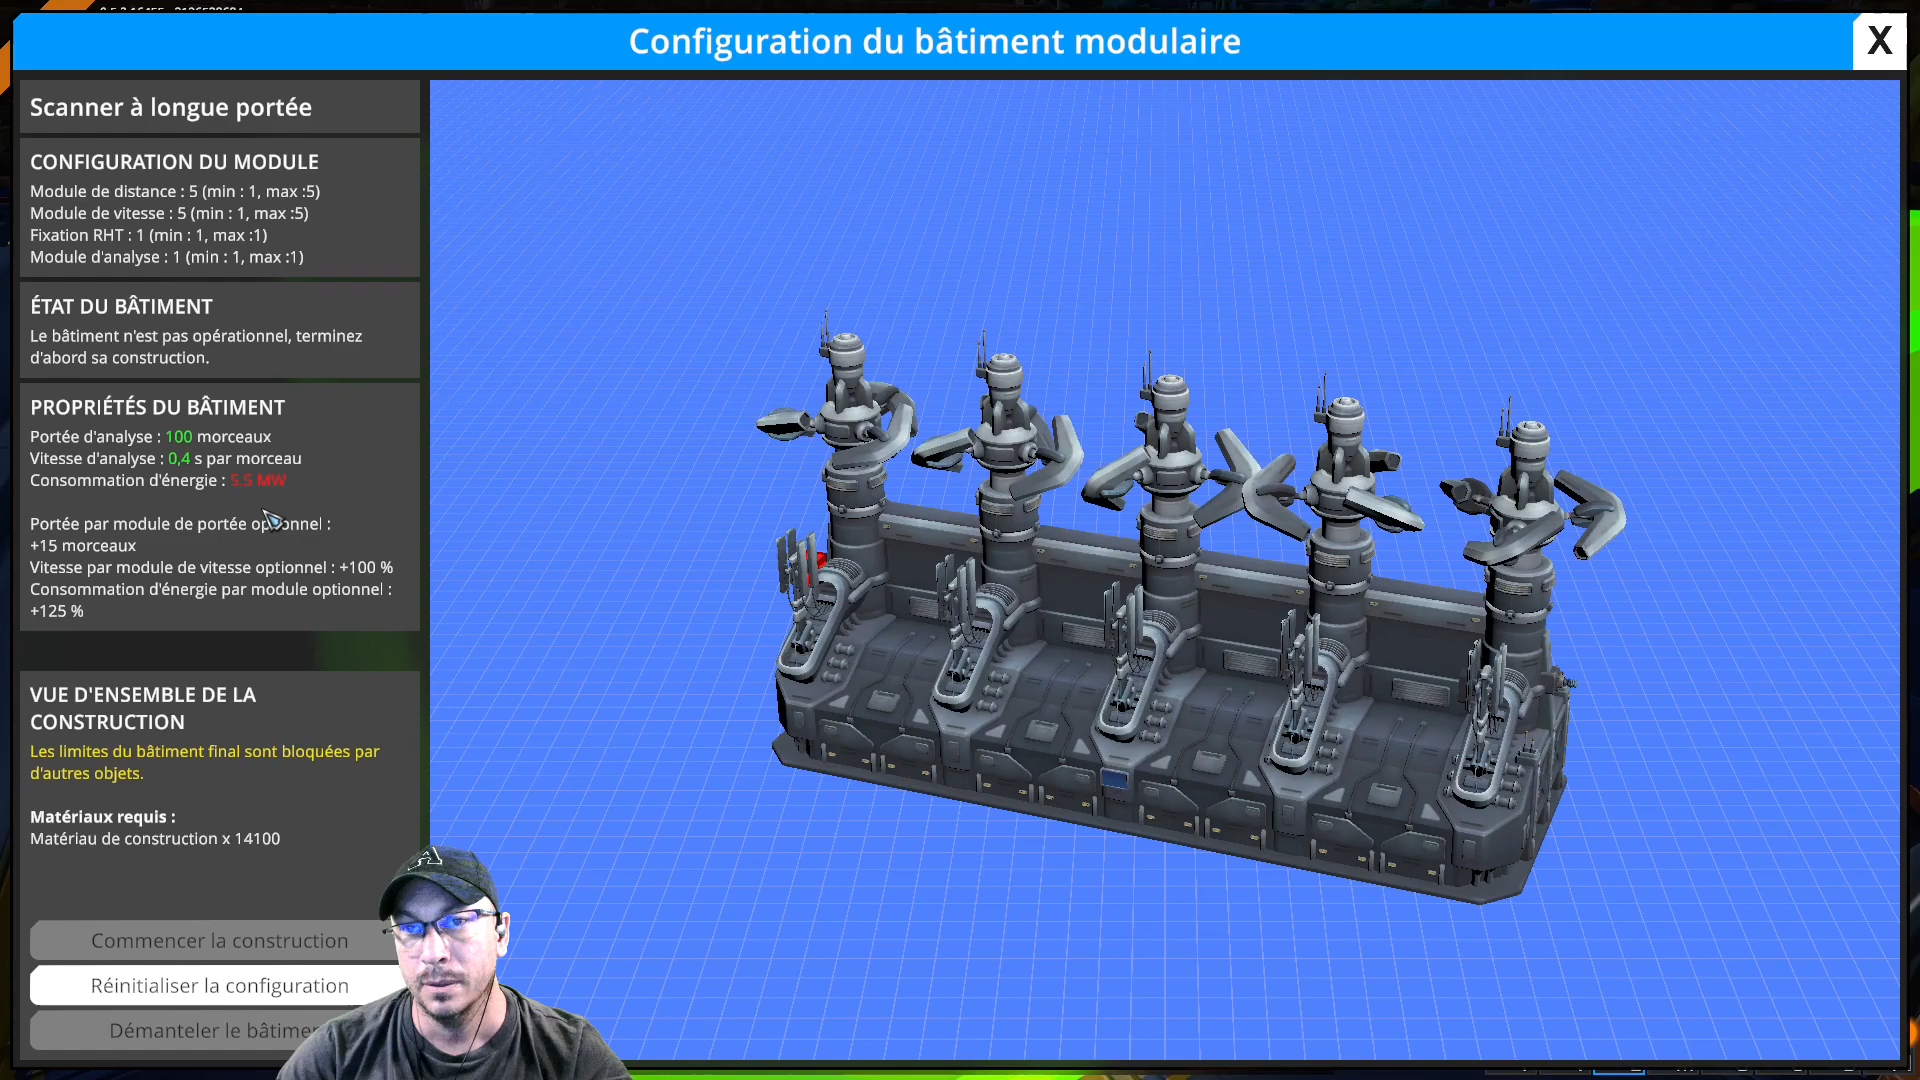 Configuration du bâtiment modulaire
X
Scanner à longue portée
CONFIGURATION DU MODULE
Module de distance : 5 (min : 1, max :5)
Module de vitesse : 5 (min : 1, max :5)
Fixation RHT : 1 (min : 1, max :1)
Module d'analyse : 1 (min : 1, max :1)
ÉTAT DU BÂTIMENT
Le bâtiment n'est pas opérationnel, terminez
d'abord sa construction.
PROPRIÉTÉS DU BÂTIMENT
Portée d'analyse : 100 morceaux
Vitesse d'analyse : 0,4 s par morceau
Consommation d'énergie : 5.5 MW
Portée par module de portée optionnel :
+15 morceaux
Vitesse par module de vitesse optionnel : +100 %
Consommation d'énergie par module optionnel :
+125 %
VUE D'ENSEMBLE DE LA
CONSTRUCTION
Les limites du bâtiment final sont bloquées par
d'autres objets.
Matériaux requis :
Matériau de construction x 14100
Commencer la construction
Réinitialiser la configuration
Démanteler le bâtimen